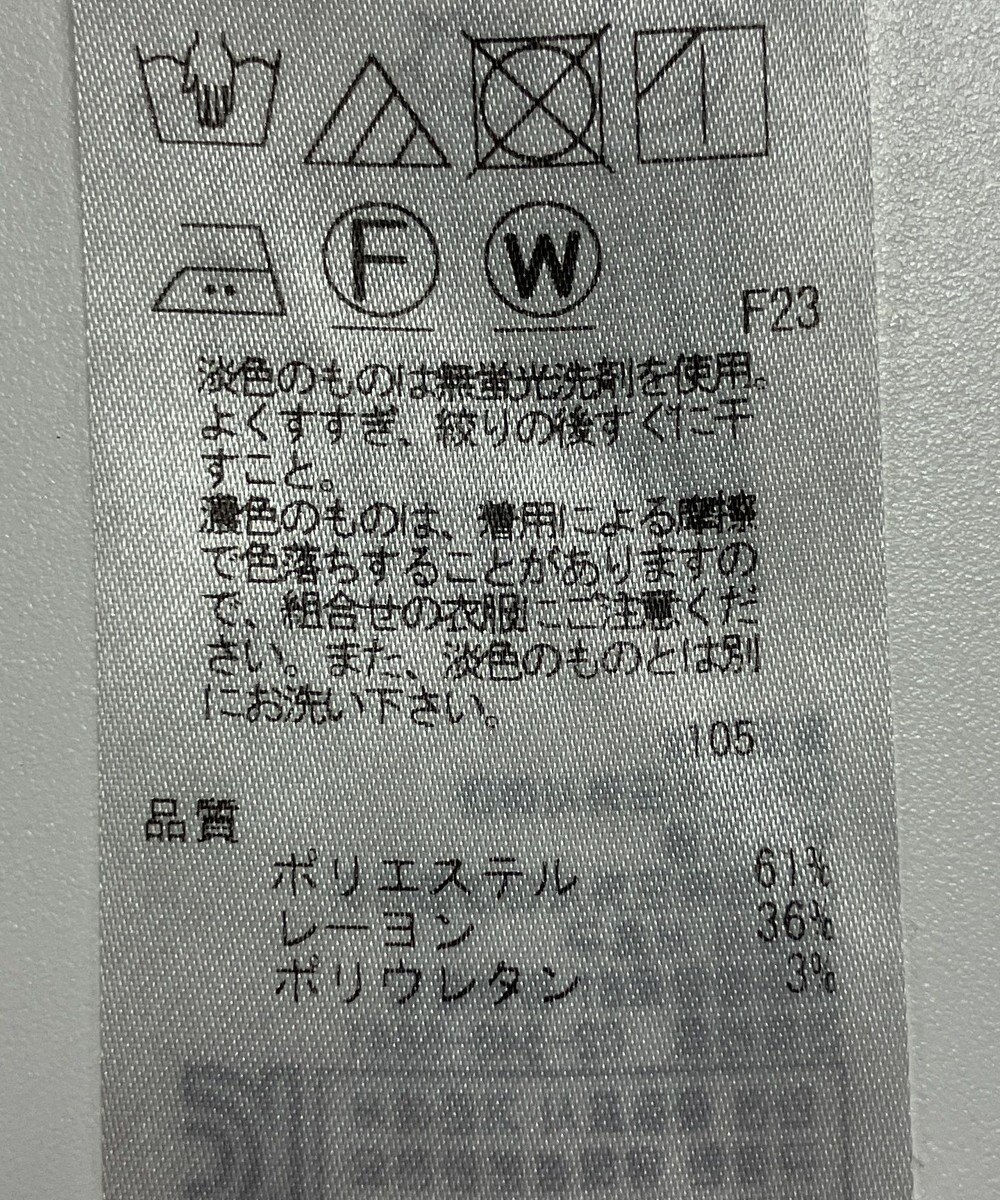 F
W
F23
淡色のものは無蛍光洗剤を使用。
よくすすぎ、絞りの後すぐに干
すこと。
濃色のものは、着用による摩擦
で色落ちすることがありますの
で、組合せの衣服にご注意くだ
さい。また、淡色のものとは別
にお洗い下さい。
105
品質
ポリエステル 61%
レーヨン 36%
ポリウレタン 3%